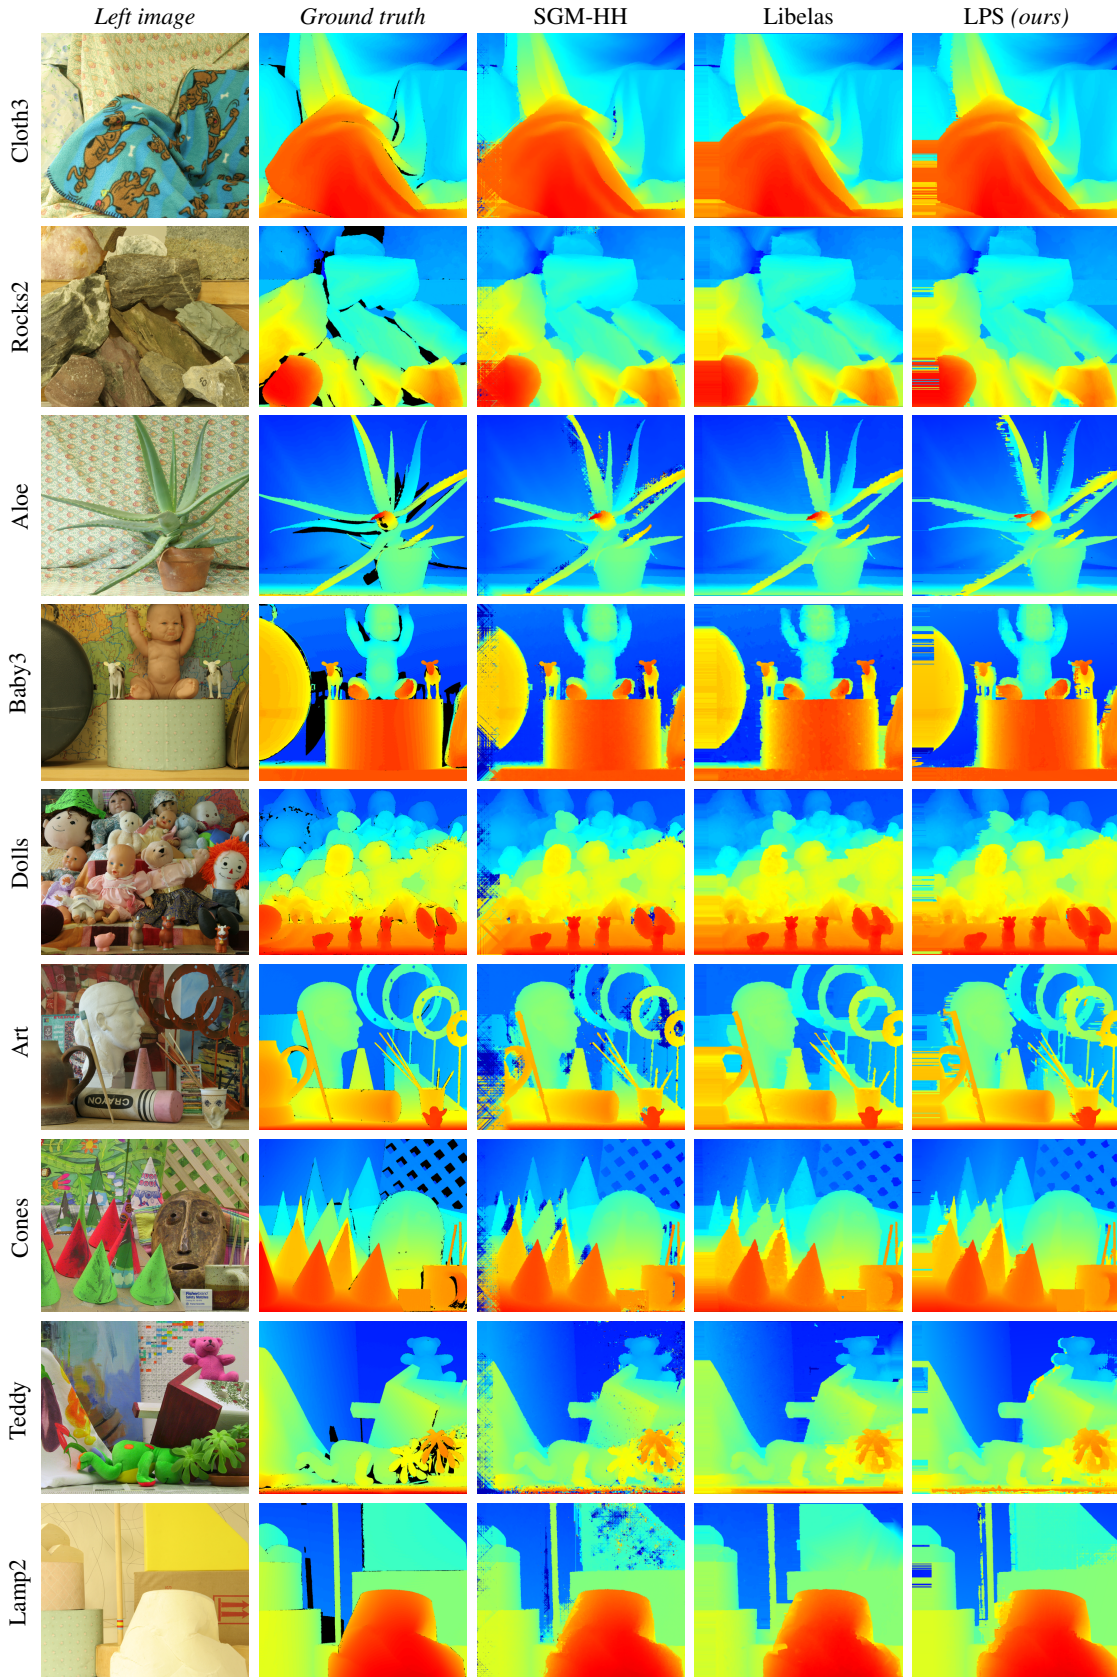 Left image Ground truth SGM-HH Libelas LPS (ours)
Cloth3
Rocks2
Aloe
Baby3
Dolls
Art
CRAYON
Cones
Teddy
Lamp2